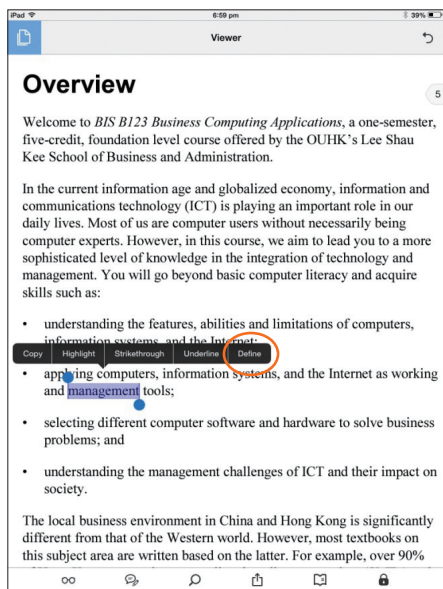 iPad 6:59 pm 39%
Viewer
Overview
5
Welcome to BIS B123 Business Computing Applications, a one-semester,
five-credit, foundation level course offered by the OUHK's Lee Shau
Kee School of Business and Administration.
In the current information age and globalized economy, information and
communications technology (ICT) is playing an important role in our
daily lives. Most of us are computer users without necessarily being
computer experts. However, in this course, we aim to lead you to a more
sophisticated level of knowledge in the integration of technology and
management. You will go beyond basic computer literacy and acquire
skills such as:
• understanding the features, abilities and limitations of computers,
information systems, and the Internet;
Copy Highlight Strikethrough Underline Define
• applying computers, information systems, and the Internet as working
and management tools;
• selecting different computer software and hardware to solve business
problems; and
• understanding the management challenges of ICT and their impact on
society.
The local business environment in China and Hong Kong is significantly
different from that of the Western world. However, most textbooks on
this subject area are written based on the latter. For example, over 90%